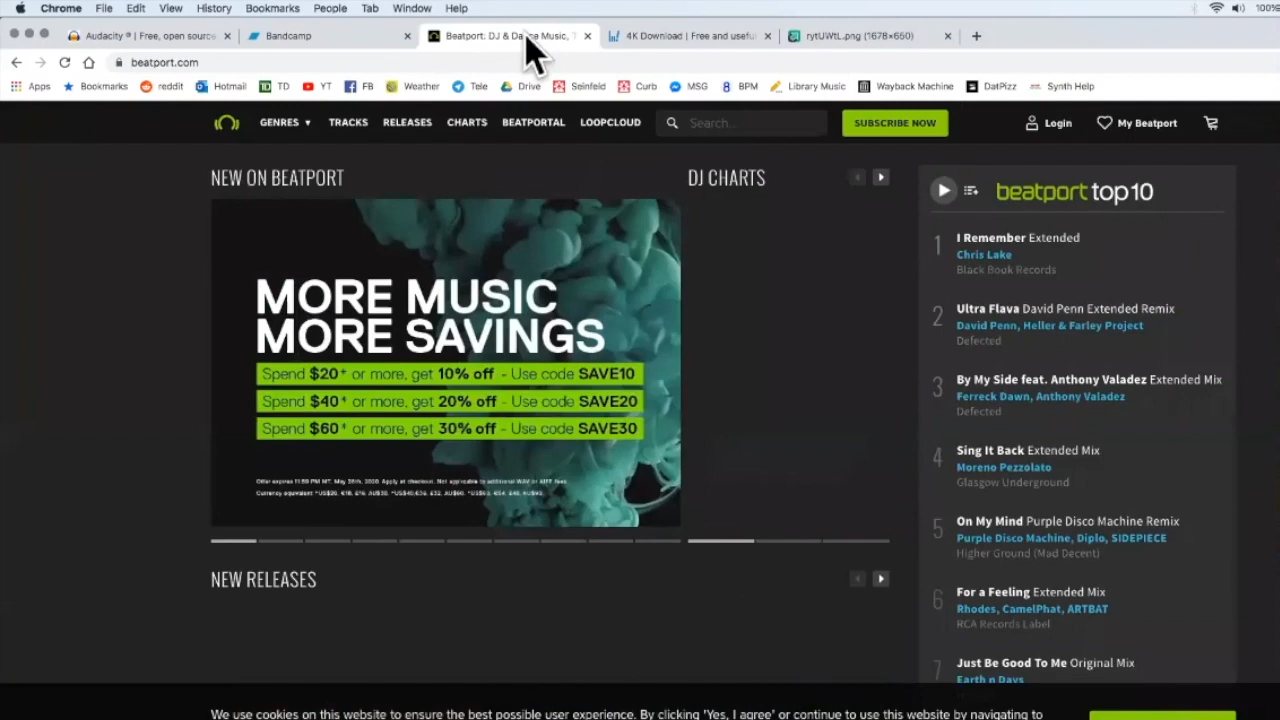 Chrome File Edit View History Bookmarks People Tab Window Help 100%
Audacity ® | Free, open source Bandcamp Beatport: DJ & Dance Music, T 4K Download | Free and useful rytUWtL.png (1678×650)
beatport.com
Apps Bookmarks reddit Hotmail TD YT FB Weather Tele Drive Seinfeld Curb MSG BPM Library Music Wayback Machine DatPizz Synth Help
GENRES TRACKS RELEASES CHARTS BEATPORTAL LOOPCLOUD Search... SUBSCRIBE NOW Login My Beatport
NEW ON BEATPORT
DJ CHARTS
MORE MUSIC
MORE SAVINGS
Spend $20* or more, get 10% off - Use code SAVE10
Spend $40* or more, get 20% off - Use code SAVE20
Spend $60* or more, get 30% off - Use code SAVE30
NEW RELEASES
beatport top10
1
I Remember Extended
Chris Lake
Black Book Records
2
Ultra Flava David Penn Extended Remix
David Penn, Heller & Farley Project
Defected
3
By My Side feat. Anthony Valadez Extended Mix
Ferreck Dawn, Anthony Valadez
Defected
4
Sing It Back Extended Mix
Moreno Pezzolato
Glasgow Underground
5
On My Mind Purple Disco Machine Remix
Purple Disco Machine, Diplo, SIDEPIECE
Higher Ground (Mad Decent)
6
For a Feeling Extended Mix
Rhodes, CamelPhat, ARTBAT
RCA Records Label
7
Just Be Good To Me Original Mix
Earth n Days
We use cookies on this website to ensure the best possible user experience. By clicking 'Yes, I agree' or continue to use this website by navigating to